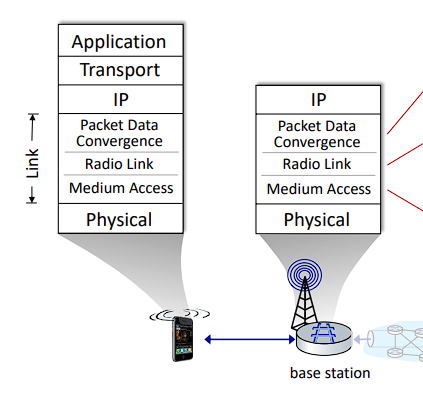 Application
Transport
IP
Packet Data
Convergence
Radio Link
Medium Access
Physical
Link
IP
Packet Data
Convergence
Radio Link
Medium Access
Physical
base station